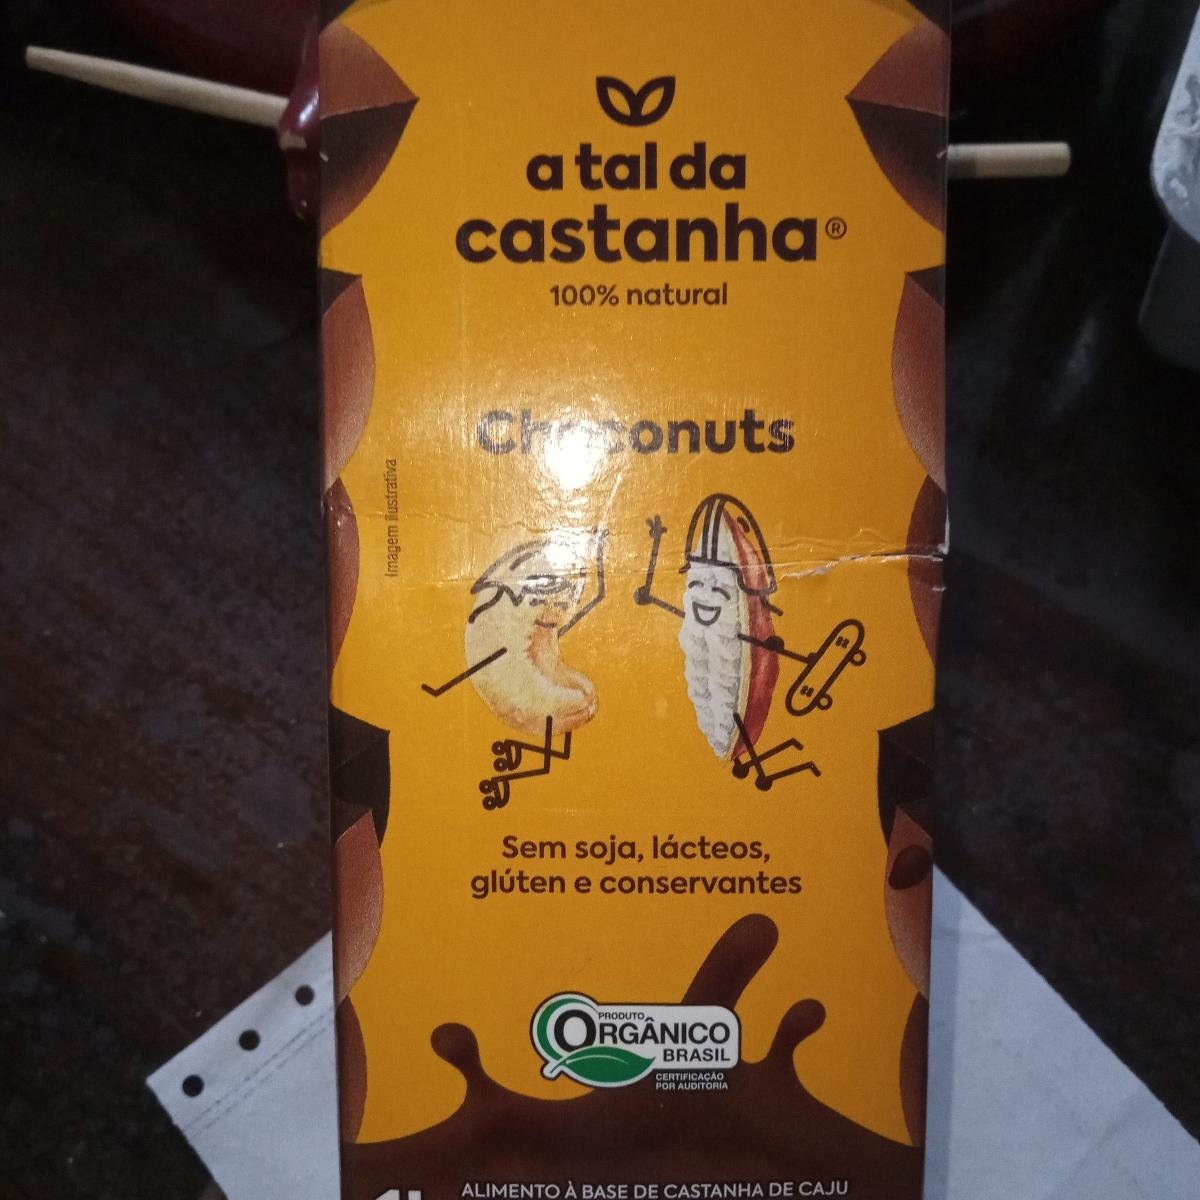 a tal da
castanha®
100% natural
Choconuts
Imagem ilustrativa
Sem soja, lácteos,
glúten e conservantes
PRODUTO
ORGÂNICO
BRASIL
CERTIFICAÇÃO
POR AUDITORIA
ALIMENTO À BASE DE CASTANHA DE CAJU